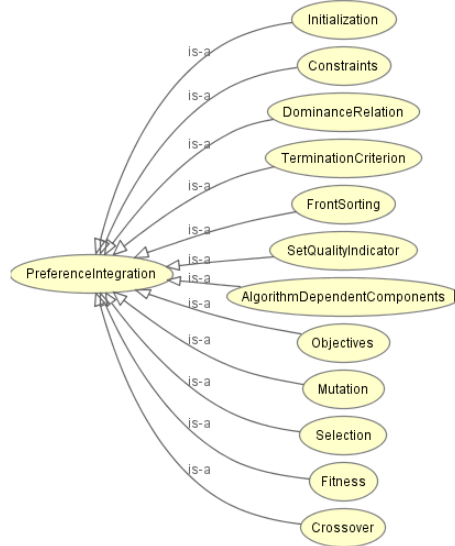 Initialization
is-a
Constraints
is-a
DominanceRelation
is-a
TerminationCriterion
is-a
FrontSorting
is-a
SetQualityIndicator
is-a
PreferenceIntegration
is-a
AlgorithmDependentComponents
is-a
Objectives
is-a
Mutation
is-a
Selection
is-a
Fitness
is-a
Crossover